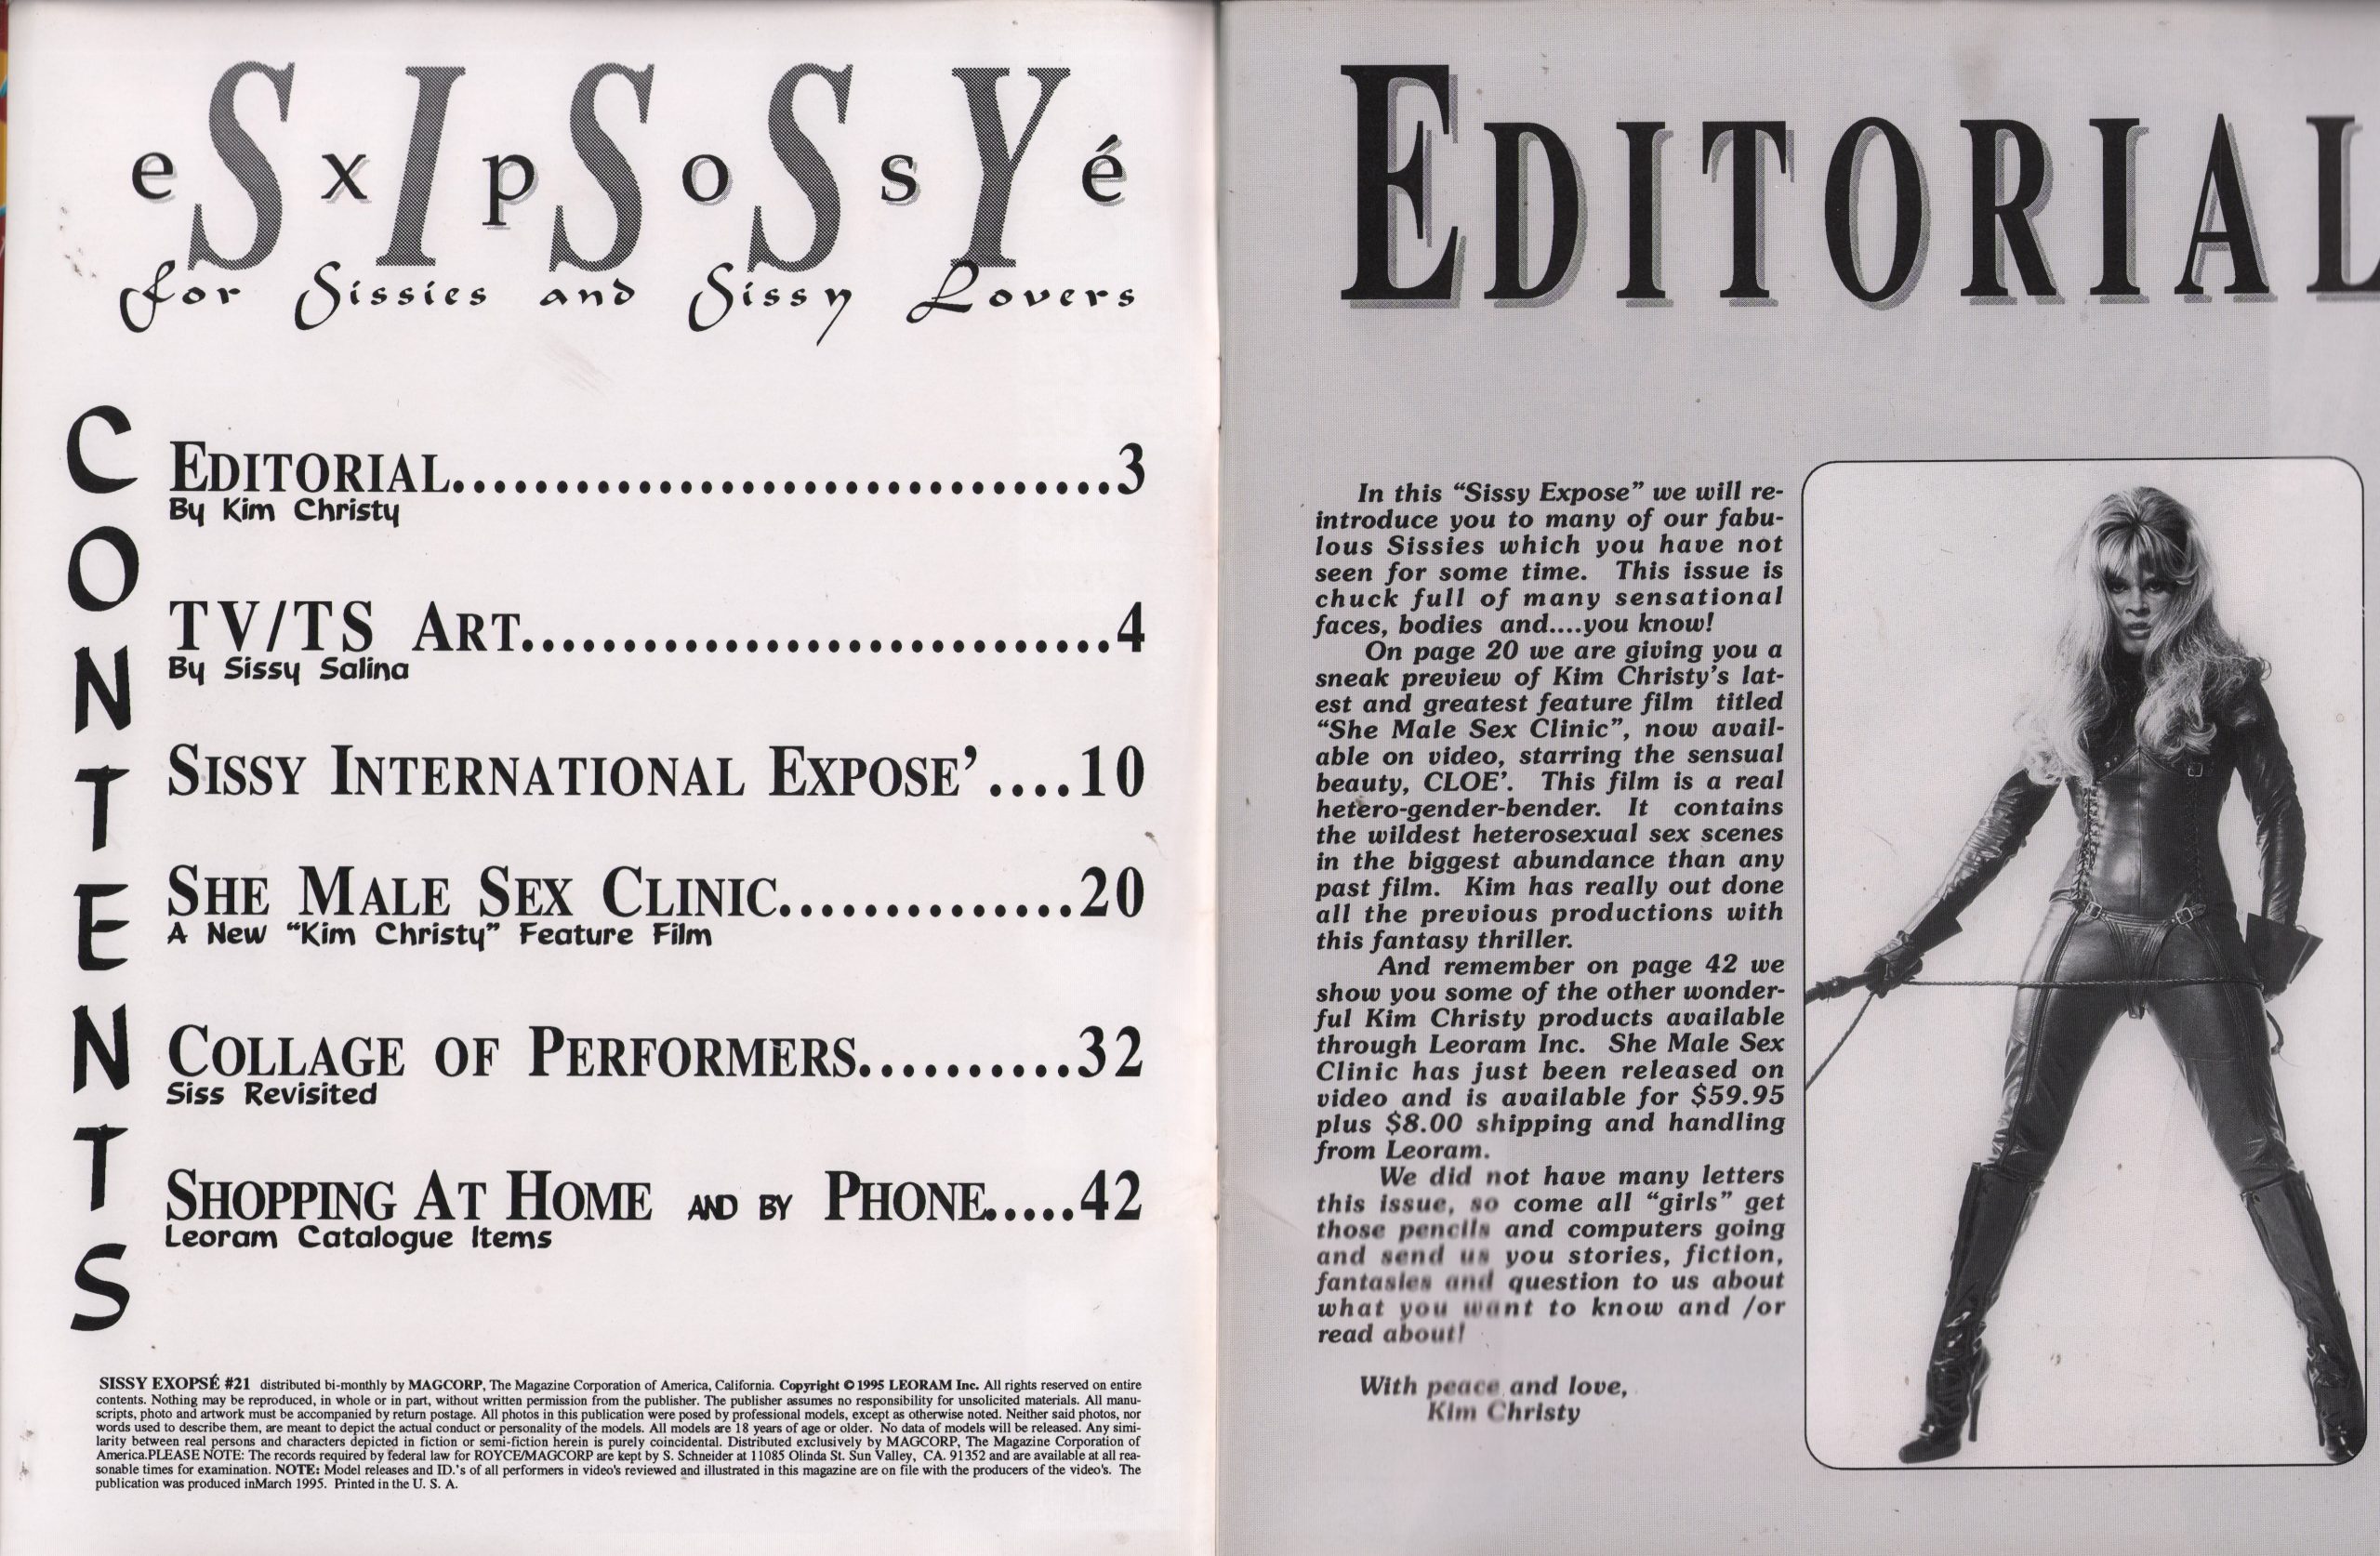 eSxIpSoSsYé
for Sissies and Sissy Lovers
CONTENTS
EDITORIAL................................3
By Kim Christy
TV/TS ART.............................4
By Sissy Salina
SISSY INTERNATIONAL EXPOSE’....10
SHE MALE SEX CLINIC..............20
A New “Kim Christy” Feature Film
COLLAGE OF PERFORMERS..........32
Siss Revisited
SHOPPING AT HOME AND BY PHONE.....42
Leoram Catalogue Items
SISSY EXOPSÉ #21 distributed bi-monthly by MAGCORP, The Magazine Corporation of America, California. Copyright © 1995 LEORAM Inc. All rights reserved on entire
contents. Nothing may be reproduced, in whole or in part, without written permission from the publisher. The publisher assumes no responsibility for unsolicited materials. All manu-
scripts, photo and artwork must be accompanied by return postage. All photos in this publication were posed by professional models, except as otherwise noted. Neither said photos, nor
words used to describe them, are meant to depict the actual conduct or personality of the models. All models are 18 years of age or older. No data of models will be released. Any simi-
larity between real persons and characters depicted in fiction or semi-fiction herein is purely coincidental. Distributed exclusively by MAGCORP, The Magazine Corporation of
America.PLEASE NOTE: The records required by federal law for ROYCE/MAGCORP are kept by S. Schneider at 11085 Olinda St. Sun Valley, CA. 91352 and are available at all rea-
sonable times for examination. NOTE: Model releases and ID.'s of all performers in video's reviewed and illustrated in this magazine are on file with the producers of the video's. The
publication was produced inMarch 1995. Printed in the U. S. A.
EDITORIAL
In this “Sissy Expose” we will re-
introduce you to many of our fabu-
lous Sissies which you have not
seen for some time. This issue is
chuck full of many sensational
faces, bodies and....you know!
On page 20 we are giving you a
sneak preview of Kim Christy’s lat-
est and greatest feature film titled
“She Male Sex Clinic”, now avail-
able on video, starring the sensual
beauty, CLOE’. This film is a real
hetero-gender-bender. It contains
the wildest heterosexual sex scenes
in the biggest abundance than any
past film. Kim has really out done
all the previous productions with
this fantasy thriller.
And remember on page 42 we
show you some of the other wonder-
ful Kim Christy products available
through Leoram Inc. She Male Sex
Clinic has just been released on
video and is available for $59.95
plus $8.00 shipping and handling
from Leoram.
We did not have many letters
this issue, so come all “girls” get
those pencils and computers going
and send us you stories, fiction,
fantasies and question to us about
what you want to know and /or
read about!
With peace and love,
Kim Christy